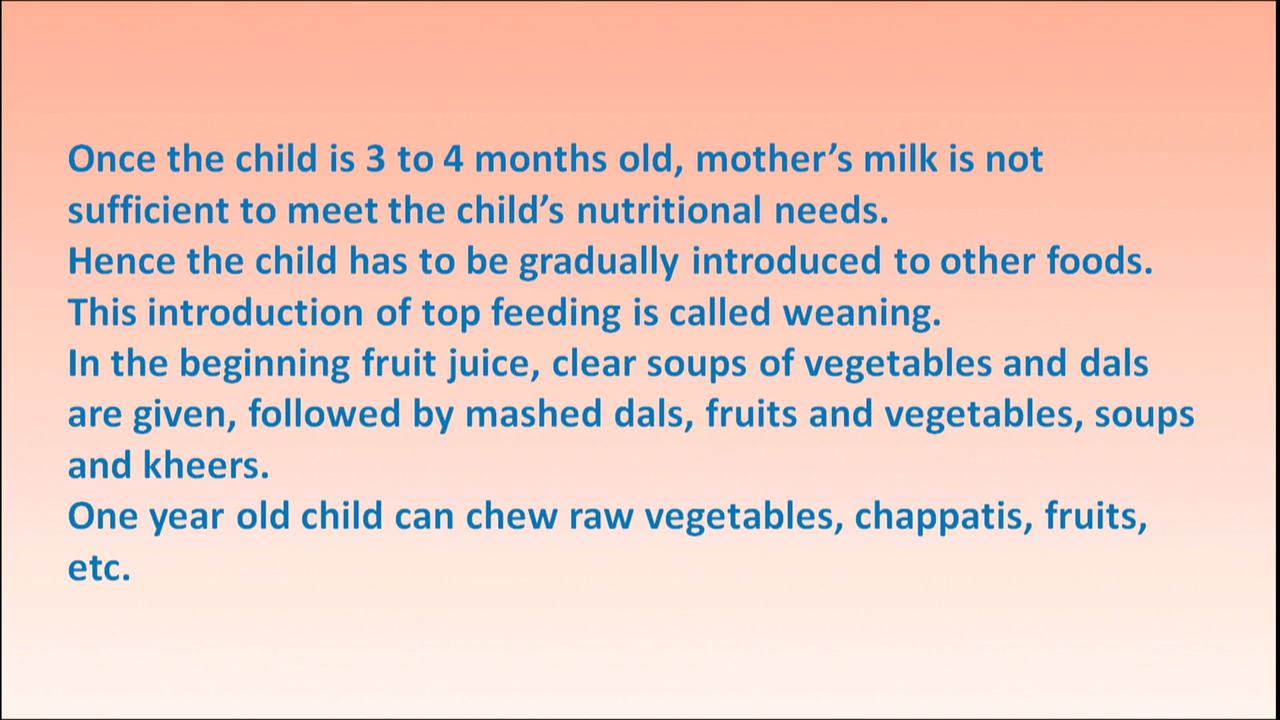 Once the child is 3 to 4 months old, mother’s milk is not
sufficient to meet the child’s nutritional needs.
Hence the child has to be gradually introduced to other foods.
This introduction of top feeding is called weaning.
In the beginning fruit juice, clear soups of vegetables and dals
are given, followed by mashed dals, fruits and vegetables, soups
and kheers.
One year old child can chew raw vegetables, chappatis, fruits,
etc.